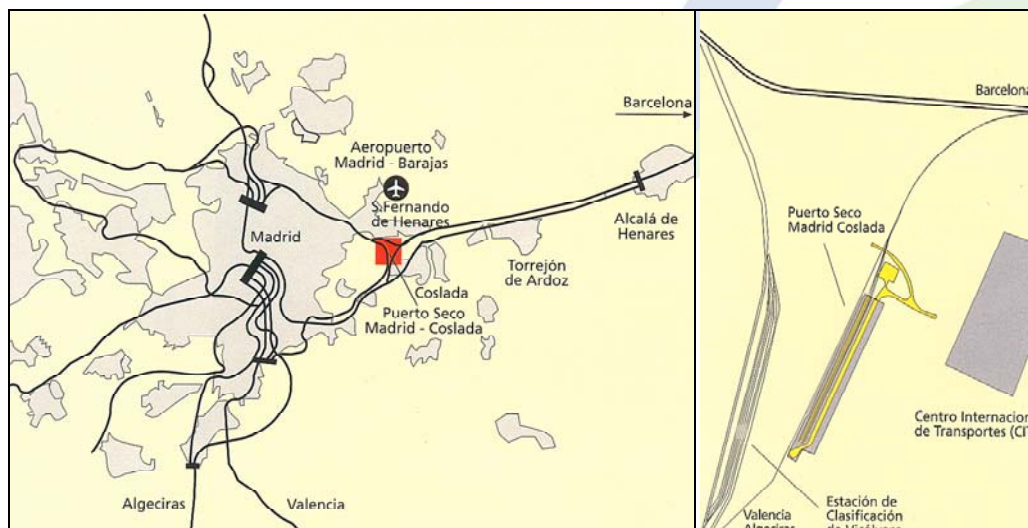 Barcelona
Aeropuerto
Madrid - Barajas
S.Fernando
de Henares
Madrid
Alcalá de
Henares
Torrejón
de Ardoz
Coslada
Puerto Seco
Madrid - Coslada
Algeciras
Valencia
Barcelona
Puerto Seco
Madrid Coslada
Centro Internacion
de Transportes (CIT
Estación de
Clasificación
Valencia